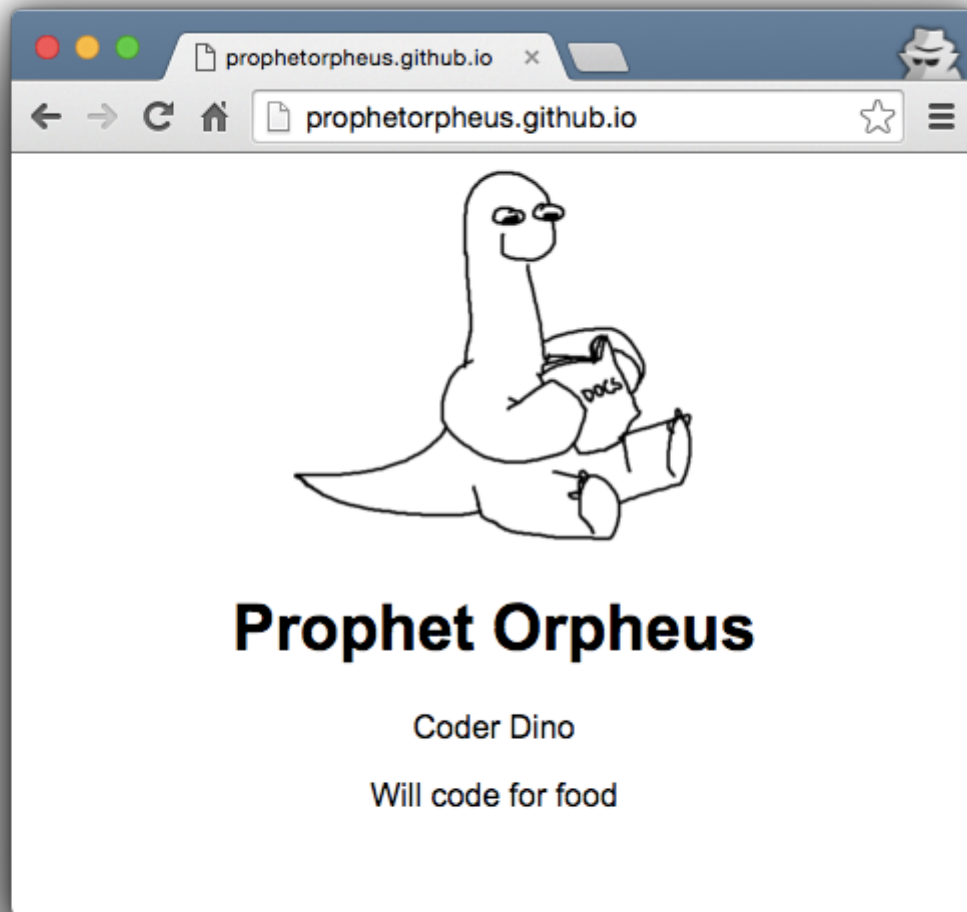 prophetorpheus.github.io
prophetorpheus.github.io
DOCS
Prophet Orpheus
Coder Dino
Will code for food